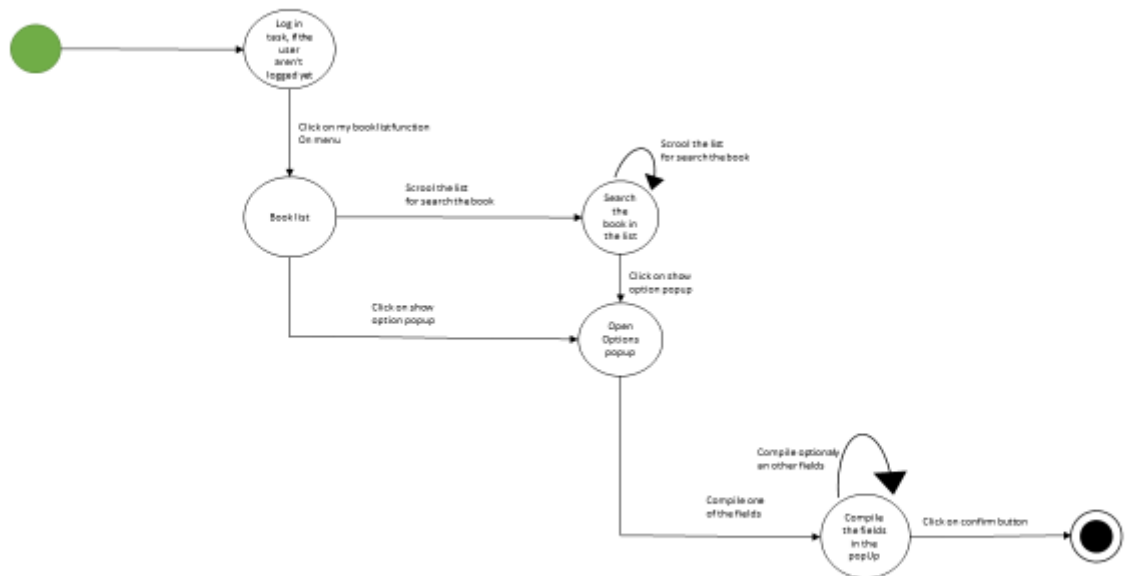 Log in
task, if the
user
aren't
logged yet
Click on my booklist function
On menu
Scrool the list
for search the book
Scrool the list
for search the book
Book list
Search
the
book in
the list
Click on show
option popup
Click on show
option popup
Open
Options
popup
Compile optionaly
an other fields
Compile one
of the fields
Compile
the fields
in the
popUp
Click on confirm button